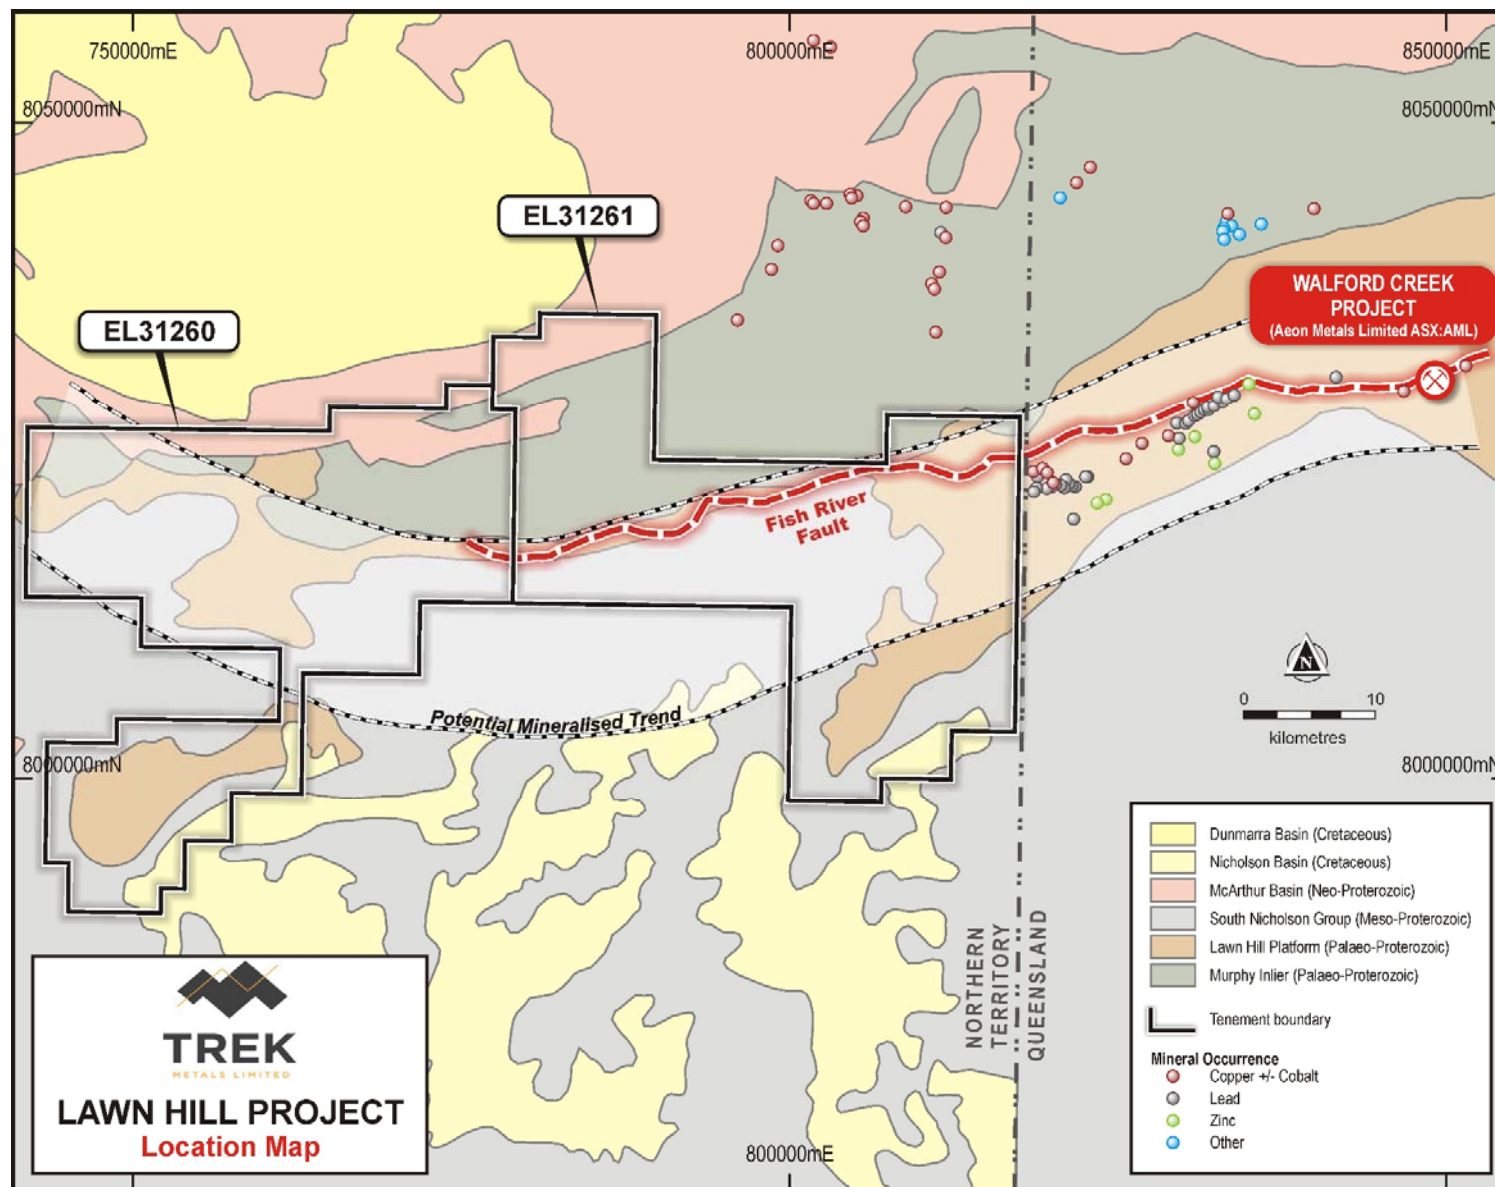 750000mE
800000mE
850000mE
8050000mN
8050000mN
EL31261
EL31260
WALFORD CREEK
PROJECT
(Aeon Metals Limited ASX:AML)
Fish River
Fault
N
0
10
kilometres
Potential Mineralised Trend
8000000mN
8000000mN
NORTHERN
TERRITORY
QUEENSLAND
Dunmarra Basin (Cretaceous)
Nicholson Basin (Cretaceous)
McArthur Basin (Neo-Proterozoic)
South Nicholson Group (Meso-Proterozoic)
Lawn Hill Platform (Palaeo-Proterozoic)
Murphy Inlier (Palaeo-Proterozoic)
Tenement boundary
Mineral Occurrence
Copper +/- Cobalt
Lead
Zinc
Other
TREK
METALS LIMITED
LAWN HILL PROJECT
Location Map
800000mE